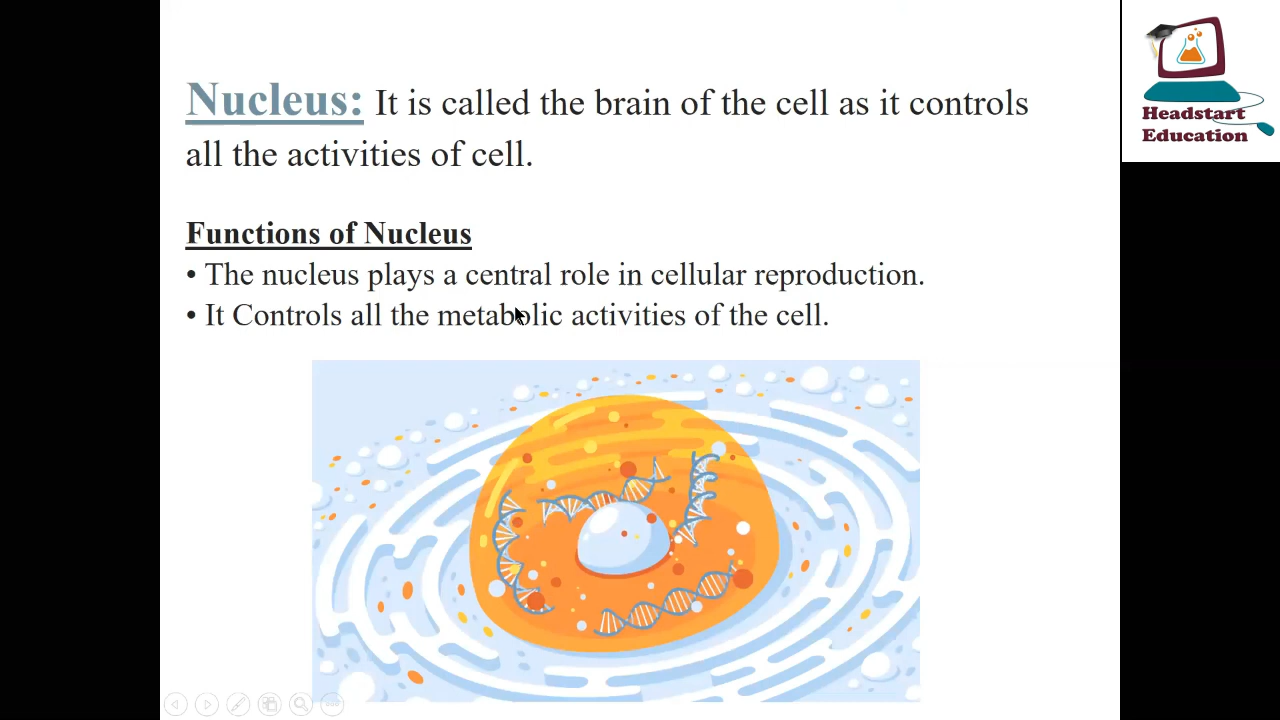 Nucleus: It is called the brain of the cell as it controls
all the activities of cell.
Functions of Nucleus
• The nucleus plays a central role in cellular reproduction.
• It Controls all the metabolic activities of the cell.
Headstart
Education